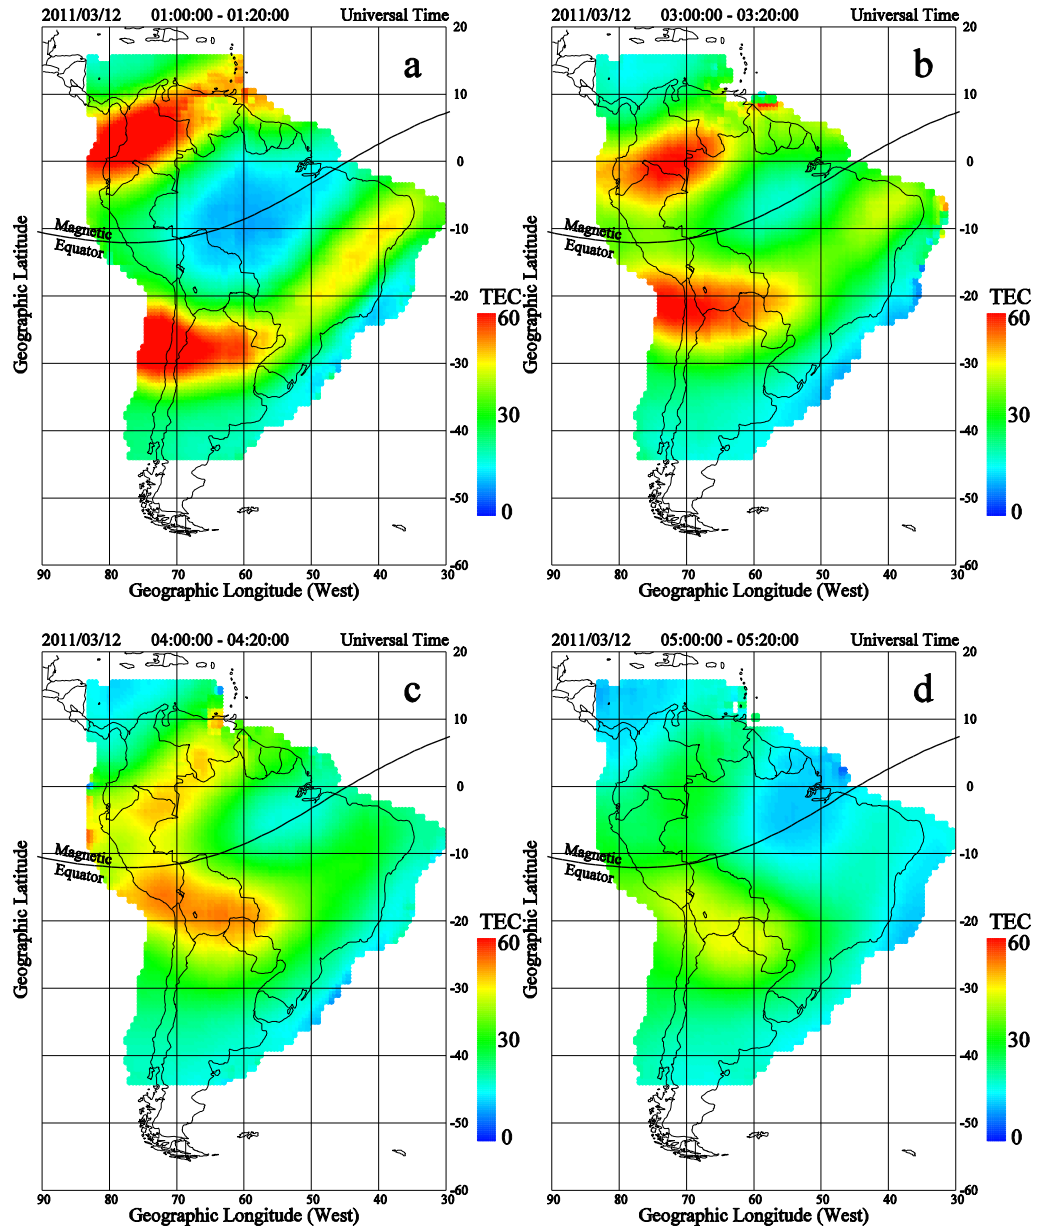 2011/03/12 01:00:00 - 01:20:00 Universal Time
a
20
10
0
-10
-20
-30
-40
-50
-60
Geographic Latitude
Magnetic
Equator
TEC
60
30
0
90 80 70 60 50 40 30
Geographic Longitude (West)
2011/03/12 03:00:00 - 03:20:00 Universal Time
b
20
10
0
-10
-20
-30
-40
-50
-60
Geographic Latitude
Magnetic
Equator
TEC
60
30
0
90 80 70 60 50 40 30
Geographic Longitude (West)
2011/03/12 04:00:00 - 04:20:00 Universal Time
c
20
10
0
-10
-20
-30
-40
-50
-60
Geographic Latitude
Magnetic
Equator
TEC
60
30
0
90 80 70 60 50 40 30
Geographic Longitude (West)
2011/03/12 05:00:00 - 05:20:00 Universal Time
d
20
10
0
-10
-20
-30
-40
-50
-60
Geographic Latitude
Magnetic
Equator
TEC
60
30
0
90 80 70 60 50 40 30
Geographic Longitude (West)